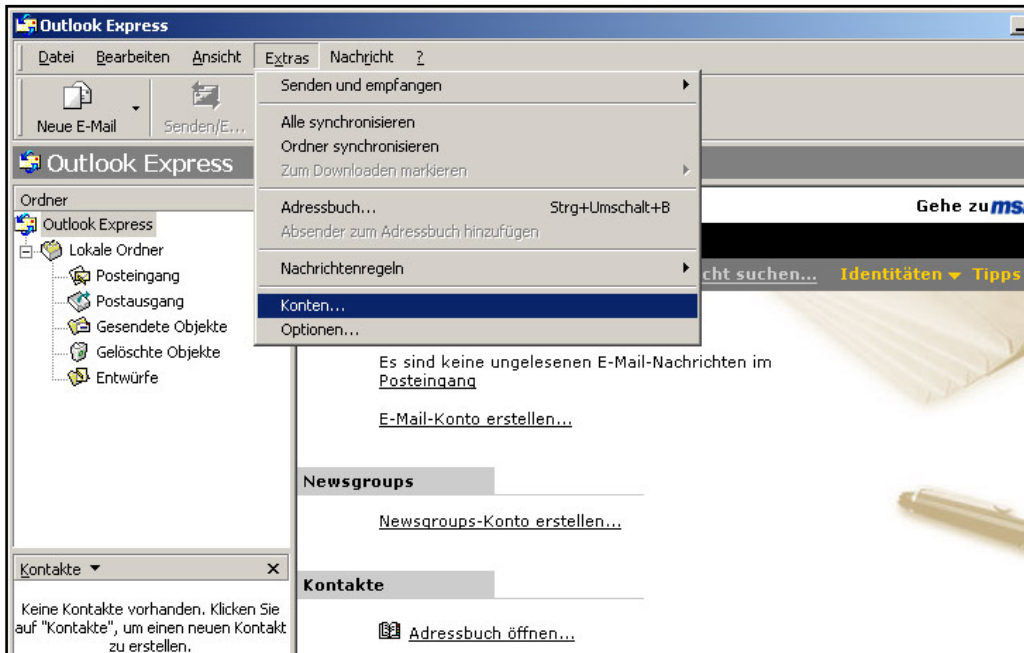 Outlook Express
Datei Bearbeiten Ansicht Extras Nachricht ?
Neue E-Mail Senden/E...
Outlook Express
Senden und empfangen
Alle synchronisieren
Ordner synchronisieren
Zum Downloaden markieren
Adressbuch... Strg+Umschalt+B
Absender zum Adressbuch hinzufügen
Nachrichtenregeln
Konten...
Optionen...
Ordner
Outlook Express
Lokale Ordner
Posteingang
Postausgang
Gesendete Objekte
Gelöschte Objekte
Entwürfe
Gehe zu ms
cht suchen... Identitäten Tipps
Es sind keine ungelesenen E-Mail-Nachrichten im
Posteingang
E-Mail-Konto erstellen...
Newsgroups
Newsgroups-Konto erstellen...
Kontakte
Adressbuch öffnen...
Kontakte
Keine Kontakte vorhanden. Klicken Sie
auf "Kontakte", um einen neuen Kontakt
zu erstellen.